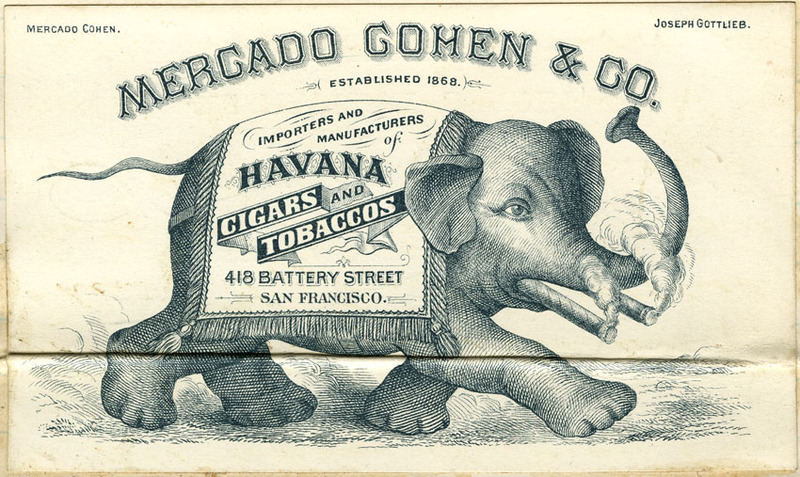 MERCADO COHEN.
JOSEPH GOTTLIEB.
MERCADO COHEN & CO.
ESTABLISHED 1868.
IMPORTERS AND
MANUFACTURERS
of
HAVANA
CIGARS AND
TOBACCOS
418 BATTERY STREET
SAN FRANCISCO.